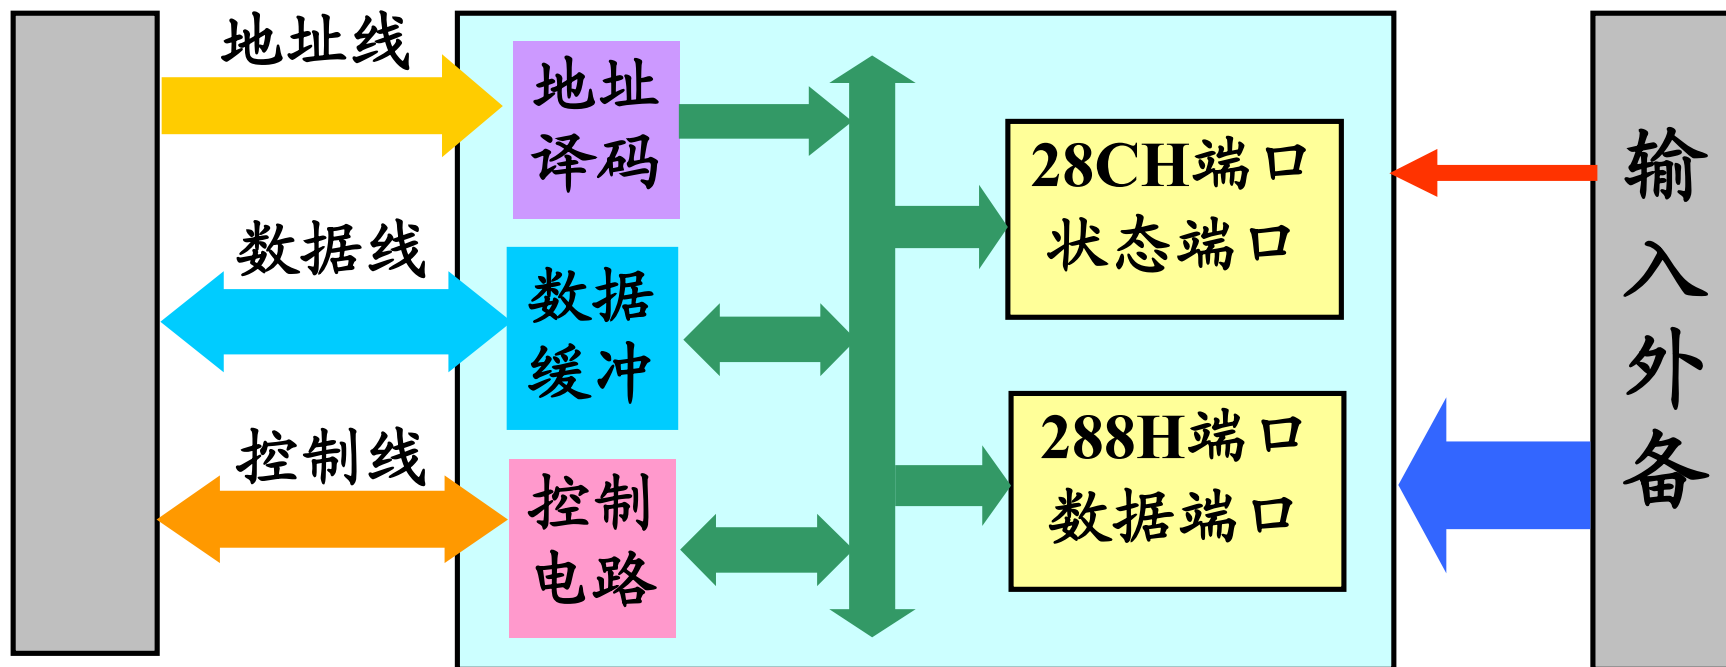 地址线
地址
译码
数据线
数据
缓冲
控制线
控制
电路
28CH端口
状态端口
288H端口
数据端口
输
入
外
备